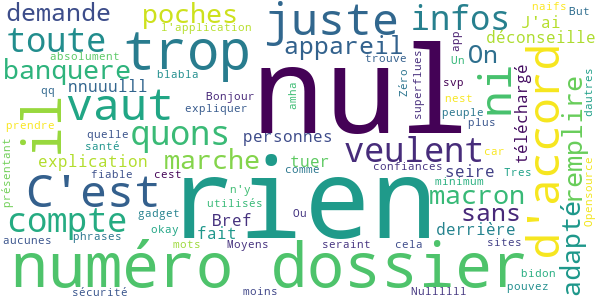 demande
poches
juste
infos
naifs
But
J'ai
déconseille
toute
trop
l'application
appareil
On
absolument
trouve
app
Un
banquere
blabla
nul
Zéro
superflues
ni
d'accord
nnuuulll
qq
vaut
Bonjour
expliquer
amha
svp
nest
peuple
plus
téléchargé
remplire
dautres
il
prendre
quelle
santé
quons
personnes
veulent
car
explication
marche
tuer
comme
confiances
Tres
présentant
fiable
cest
rien
seire
minimum
macron
adapté
Opensource
C'est
n'y
utilisés
gadget
Ou
sans
compte
okay
Bref
fait
derrière
aucunes
phrases
mots
Moyens
seraint
cela
sites
numéro dossier
bidon
pouvez
sécurité
moins
Nullllll